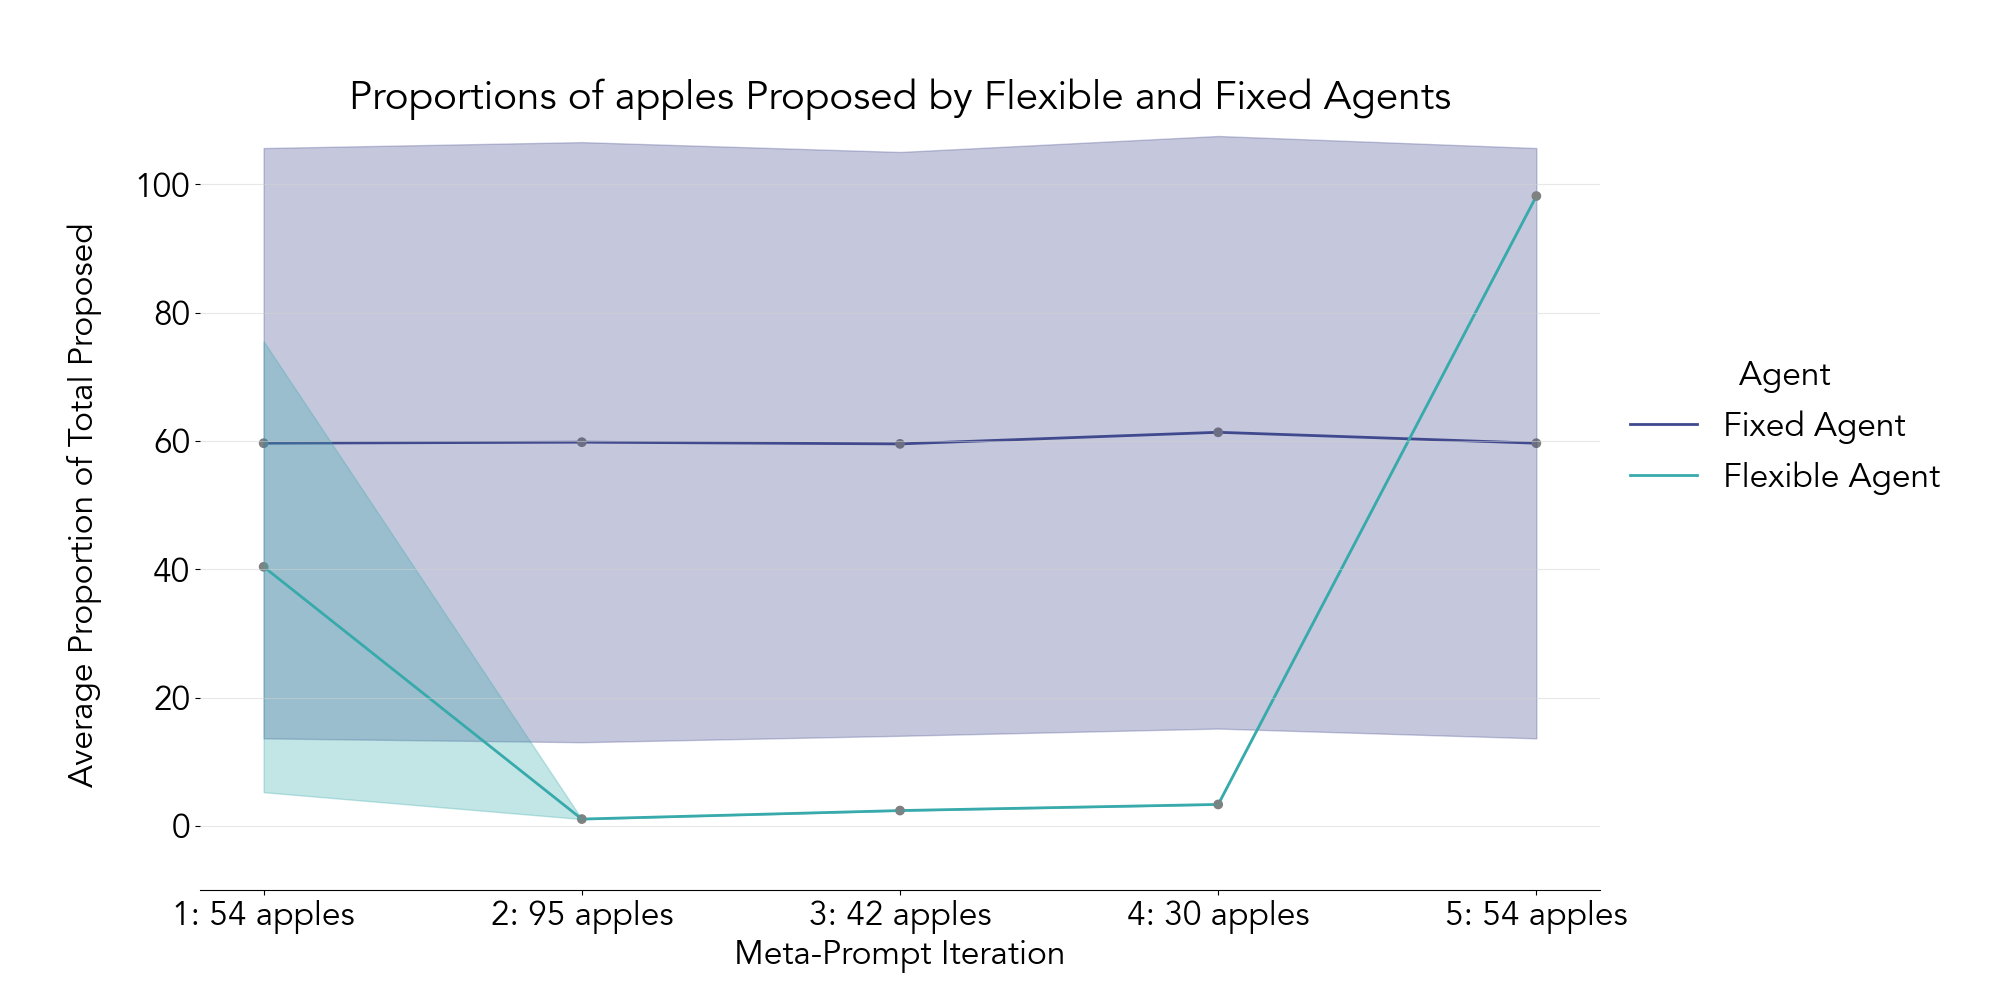 Proportions of apples Proposed by Flexible and Fixed Agents
Average Proportion of Total Proposed
100
80
60
40
20
0
1: 54 apples
2: 95 apples
3: 42 apples
4: 30 apples
5: 54 apples
Meta-Prompt Iteration
Agent
Fixed Agent
Flexible Agent